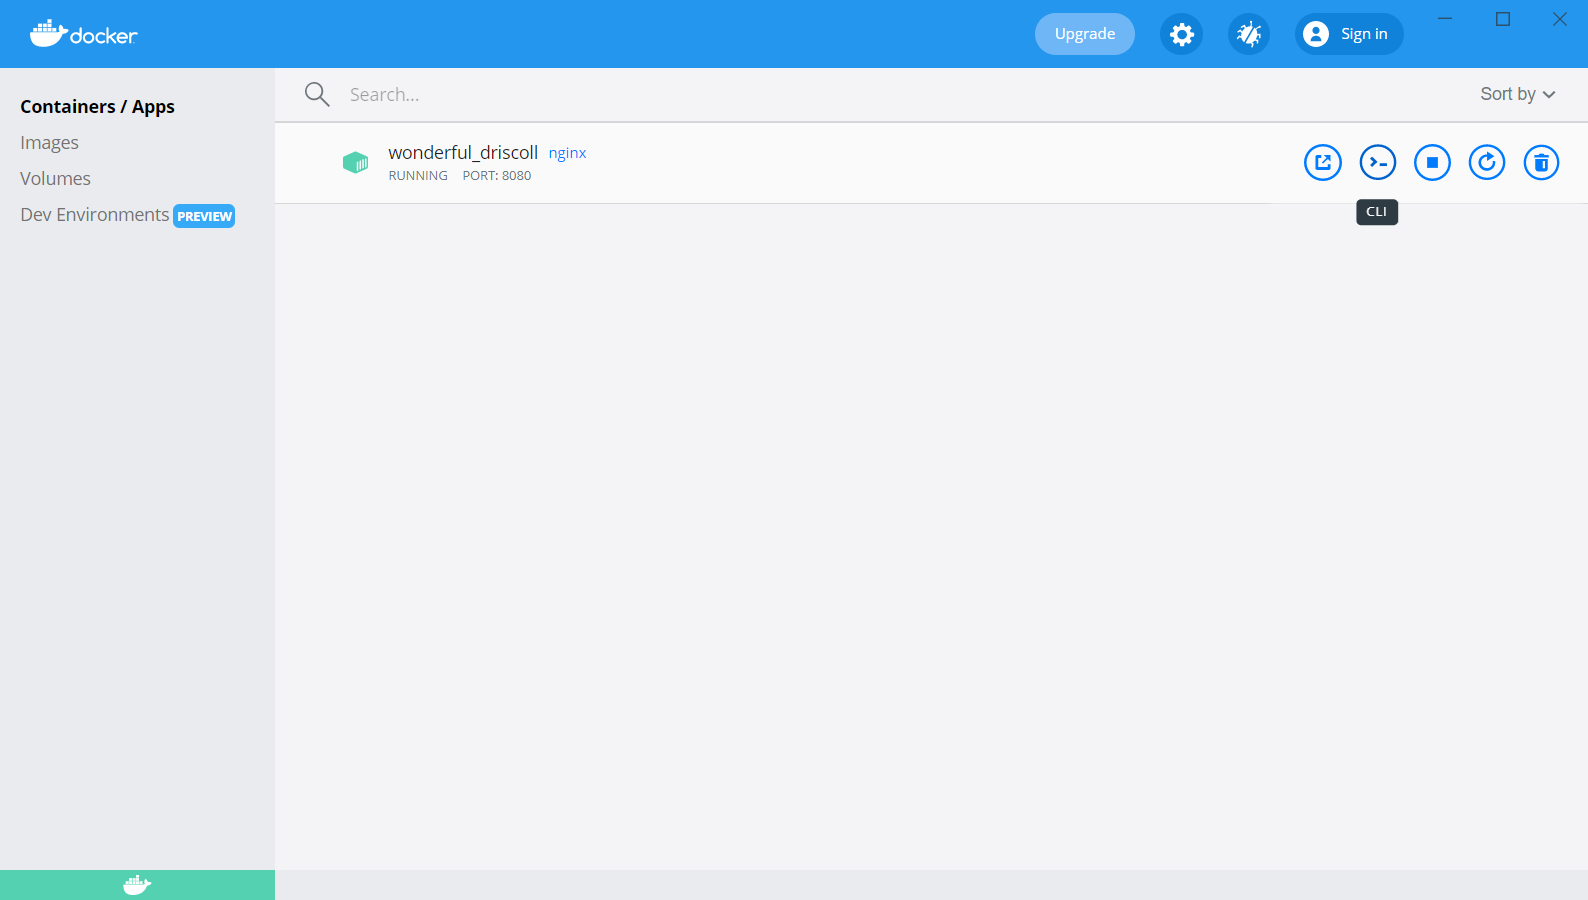 docker
Upgrade
Sign in
Containers / Apps
Images
Volumes
Dev Environments PREVIEW
Search...
Sort by
wonderful_driscoll nginx
RUNNING PORT: 8080
CLI